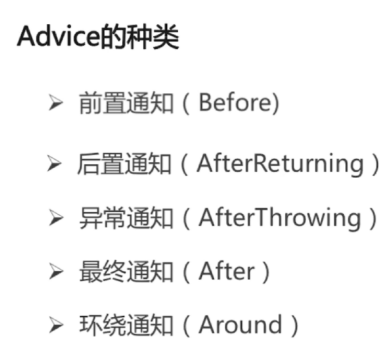 Advice的种类
➢ 前置通知（Before)
➢ 后置通知（AfterReturning）
➢ 异常通知（AfterThrowing）
➢ 最终通知（After）
➢ 环绕通知（Around）